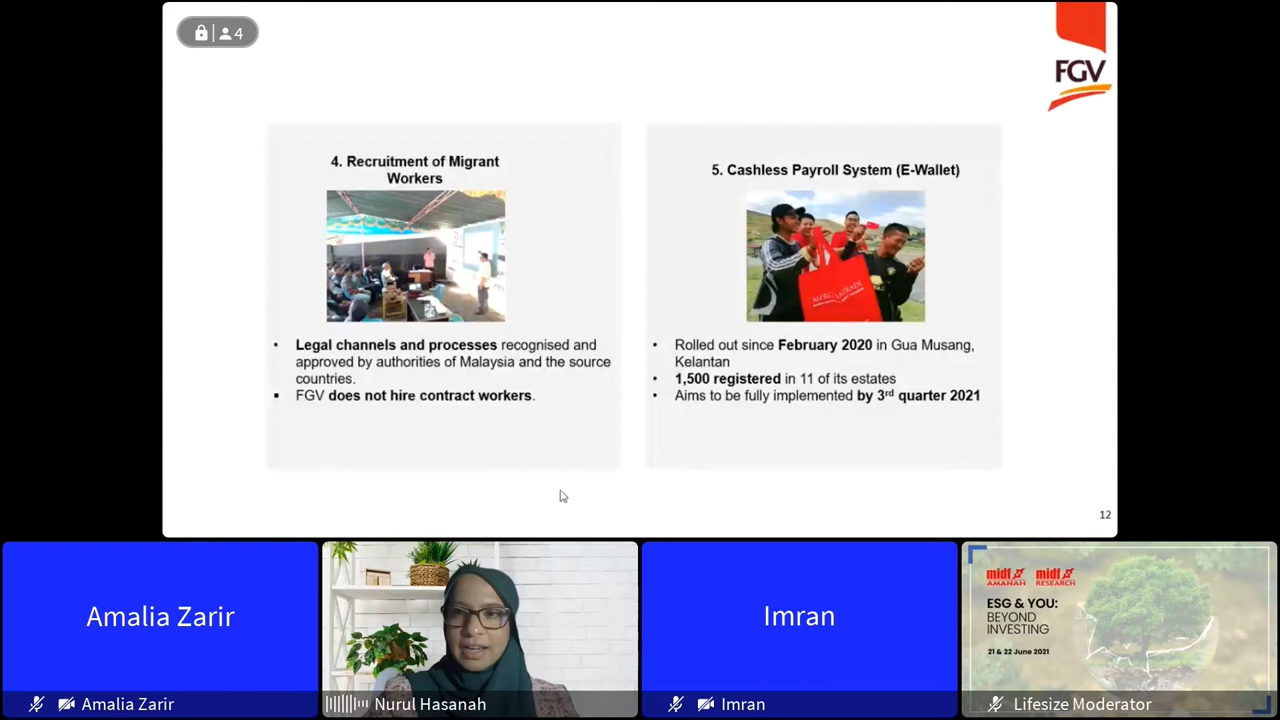 4
FGV
4. Recruitment of Migrant
Workers
• Legal channels and processes recognised and
approved by authorities of Malaysia and the source
countries.
▪ FGV does not hire contract workers.
5. Cashless Payroll System (E-Wallet)
• Rolled out since February 2020 in Gua Musang,
Kelantan
• 1,500 registered in 11 of its estates
• Aims to be fully implemented by 3rd quarter 2021
12
Amalia Zarir
Amalia Zarir
Nurul Hasanah
Imran
Imran
midf midf
AMANAH RESEARCH
ESG & YOU:
BEYOND
INVESTING
21 & 22 June 2021
Lifesize Moderator